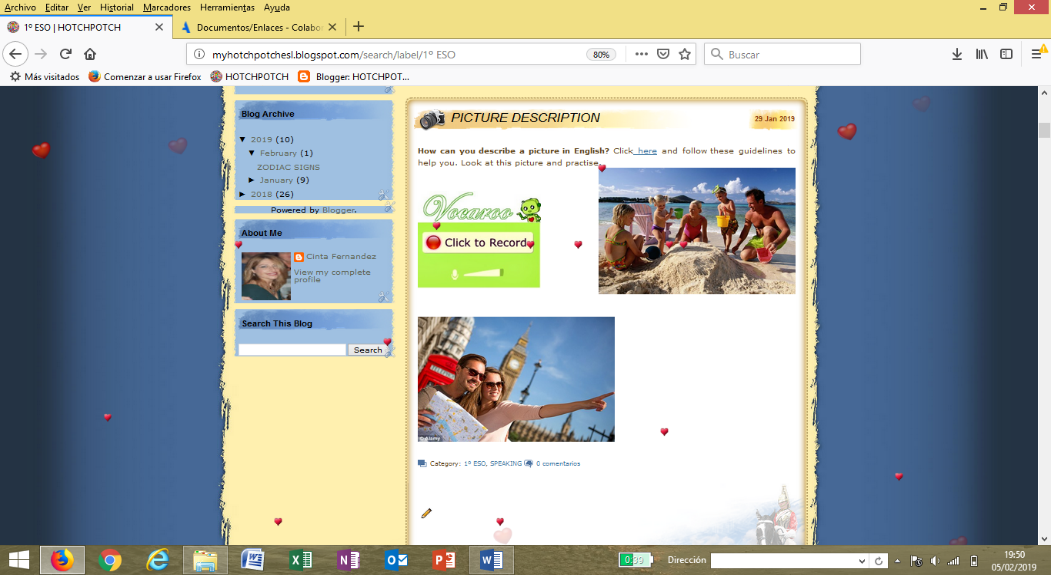 Archivo Editar Ver Historial Marcadores Herramientas Ayuda
1º ESO | HOTCHPOTCH
Documentos/Enlaces - Colabo
myhotchpotchesl.blogspot.com/search/label/1º ESO
80%
Buscar
Más visitados
Comenzar a usar Firefox
HOTCHPOTCH
Blogger: HOTCHPOT...
Blog Archive
▼ 2019 (10)
▼ February (1)
ZODIAC SIGNS
► January (9)
► 2018 (26)
Powered by Blogger.
About Me
Cinta Fernandez
View my complete
profile
Search This Blog
Search
PICTURE DESCRIPTION
29 Jan 2019
How can you describe a picture in English? Click here and follow these guidelines to
help you. Look at this picture and practise.
Vocaroo
Click to Record
© Alamy
Category: 1º ESO, SPEAKING
0 comentarios
0:39
Dirección
19:50
05/02/2019